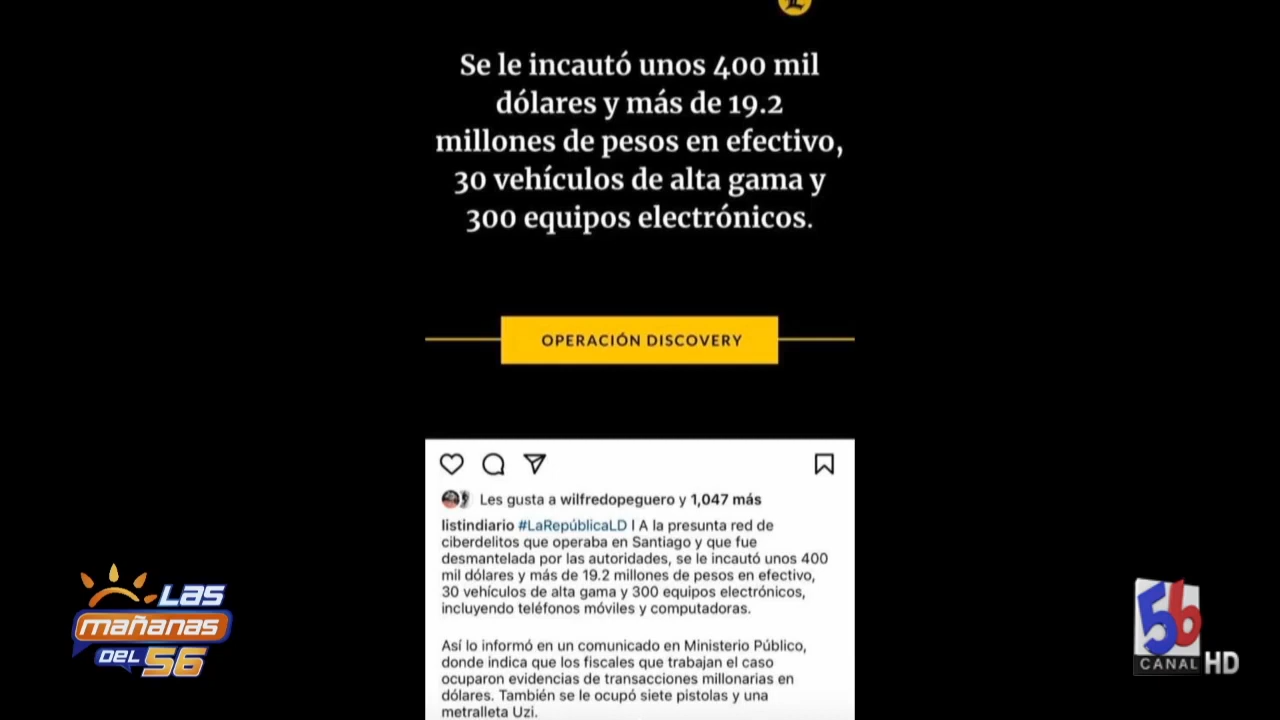 Se le incautó unos 400 mil
dólares y más de 19.2
millones de pesos en efectivo,
30 vehículos de alta gama y
300 equipos electrónicos.
OPERACIÓN DISCOVERY
Les gusta a wilfredopeguero y 1,047 más
listindiario #LaRepúblicaLD l A la presunta red de
ciberdelitos que operaba en Santiago y que fue
desmantelada por las autoridades, se le incautó unos 400
mil dólares y más de 19.2 millones de pesos en efectivo,
30 vehículos de alta gama y 300 equipos electrónicos,
incluyendo teléfonos móviles y computadoras.
Así lo informó en un comunicado en Ministerio Público,
donde indica que los fiscales que trabajan el caso
ocuparon evidencias de transacciones millonarias en
dólares. También se le ocupó siete pistolas y una
metralleta Uzi.
LAS
mañanas
DEL 56
56
CANAL HD